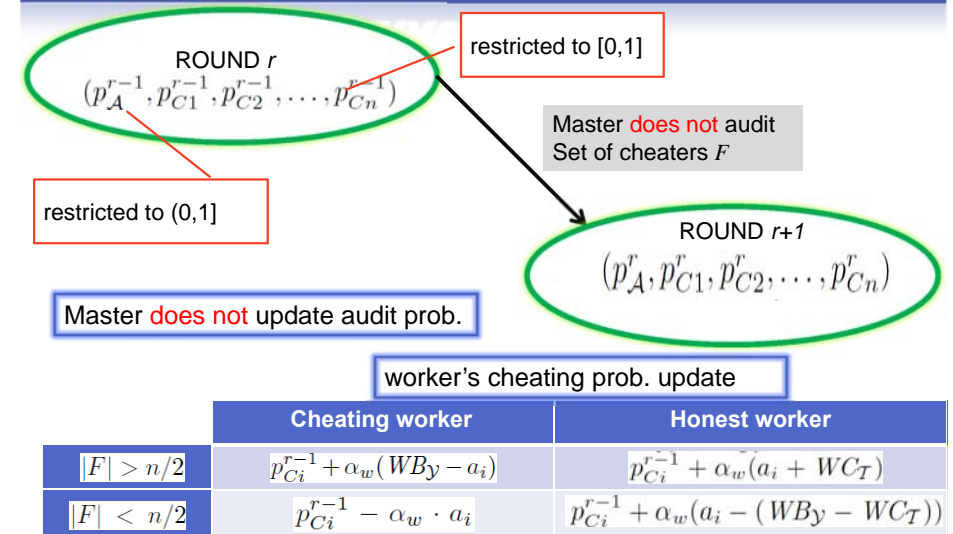 ROUND r
(p_A^{r-1}, p_{C1}^{r-1}, p_{C2}^{r-1}, . . . , p_{Cn}^{r-1})
restricted to [0,1]
Master does not audit
Set of cheaters F
restricted to (0,1]
ROUND r+1
(p_A^r, p_{C1}^r, p_{C2}^r, . . . , p_{Cn}^r)
Master does not update audit prob.
worker's cheating prob. update
Cheating worker Honest worker
|F| > n/2 p_{Ci}^{r-1} + α_w(WB_Y − a_i) p_{Ci}^{r-1} + α_w(a_i + WC_T)
|F| < n/2 p_{Ci}^{r-1} − α_w · a_i p_{Ci}^{r-1} + α_w(a_i − (WB_Y − WC_T))